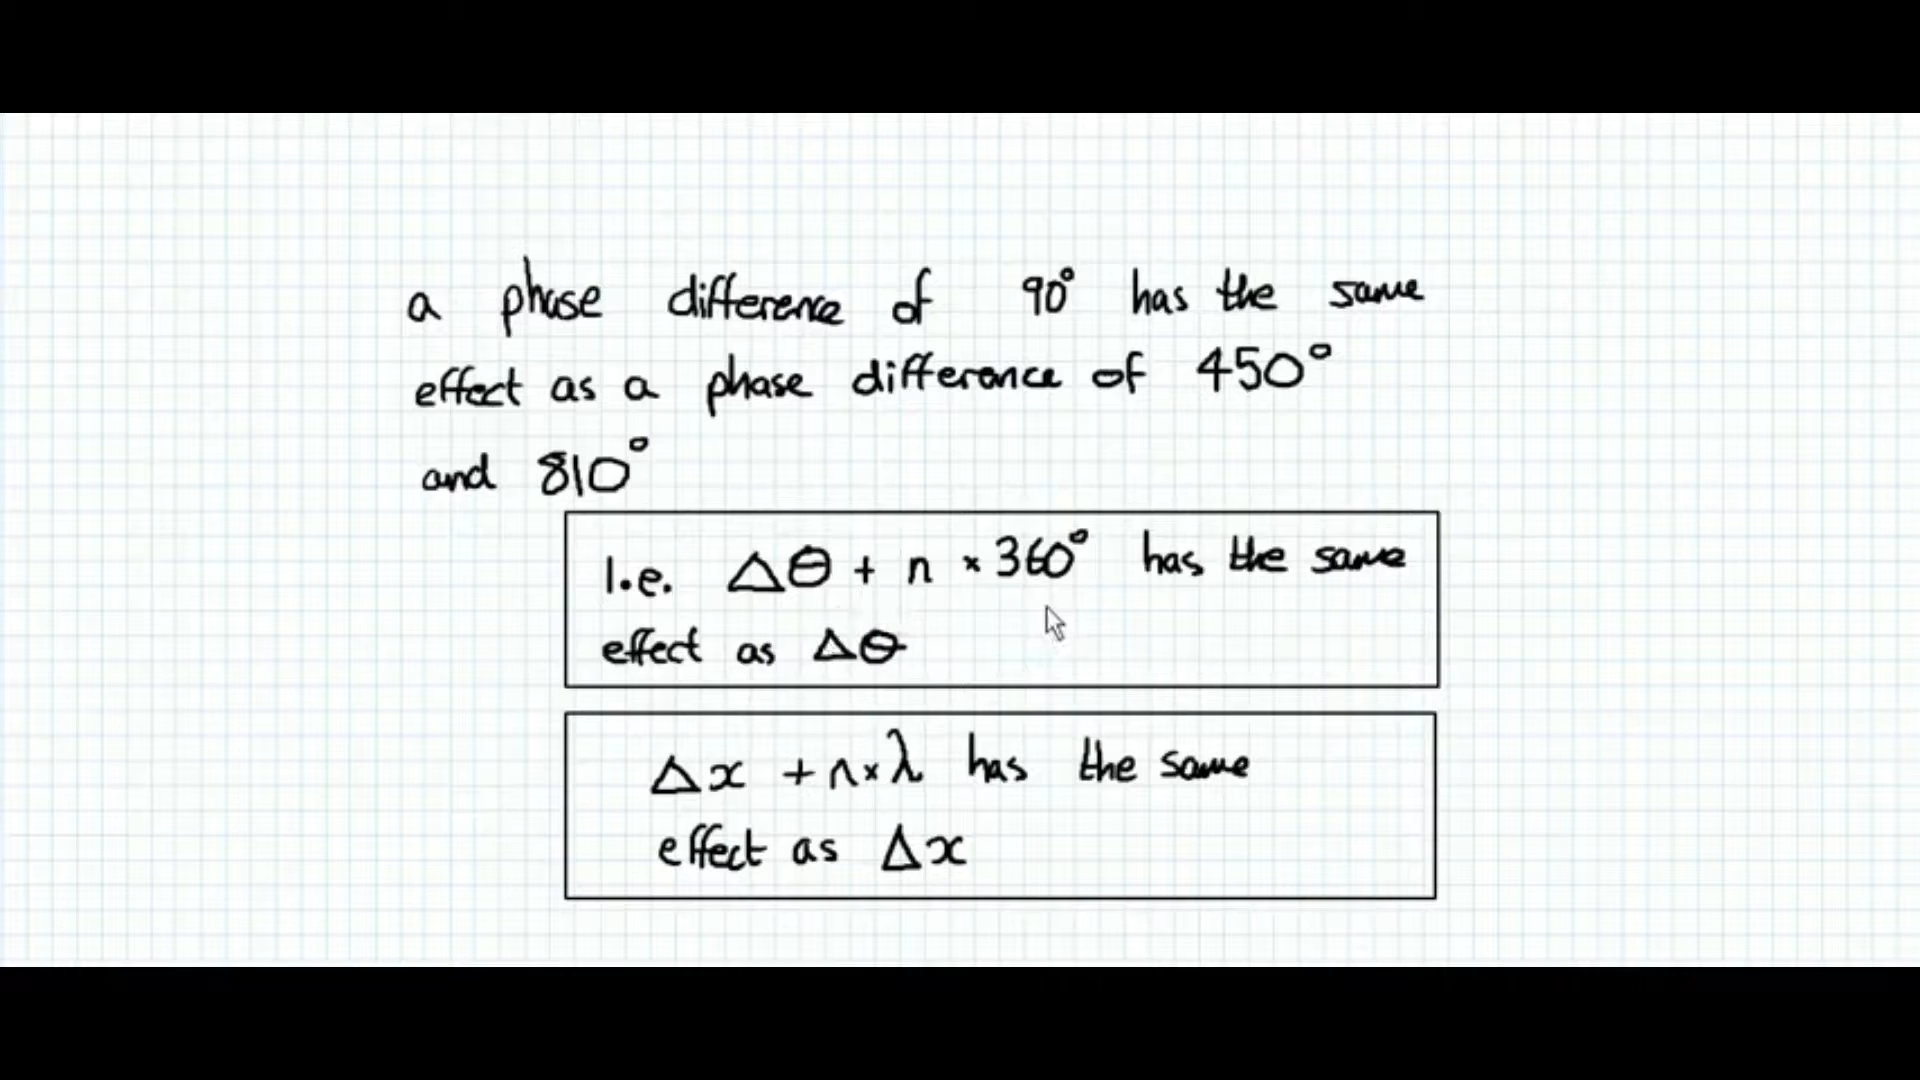 a phase difference of 90° has the same
effect as a phase difference of 450°
and 810°
I.e. Δθ + n × 360° has the same
effect as Δθ
Δx + n × λ has the same
effect as Δx